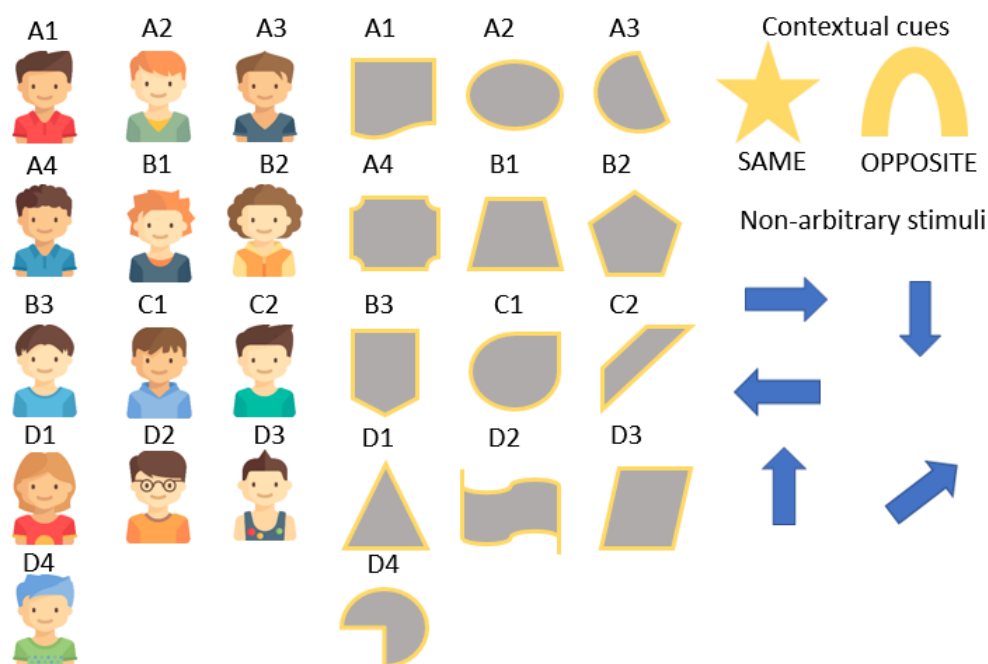 A1 A2 A3 A1 A2 A3 Contextual cues
A4 B1 B2 A4 B1 B2 SAME OPPOSITE
Non-arbitrary stimuli
B3 C1 C2 B3 C1 C2
D1 D2 D3 D1 D2 D3
D4 D4